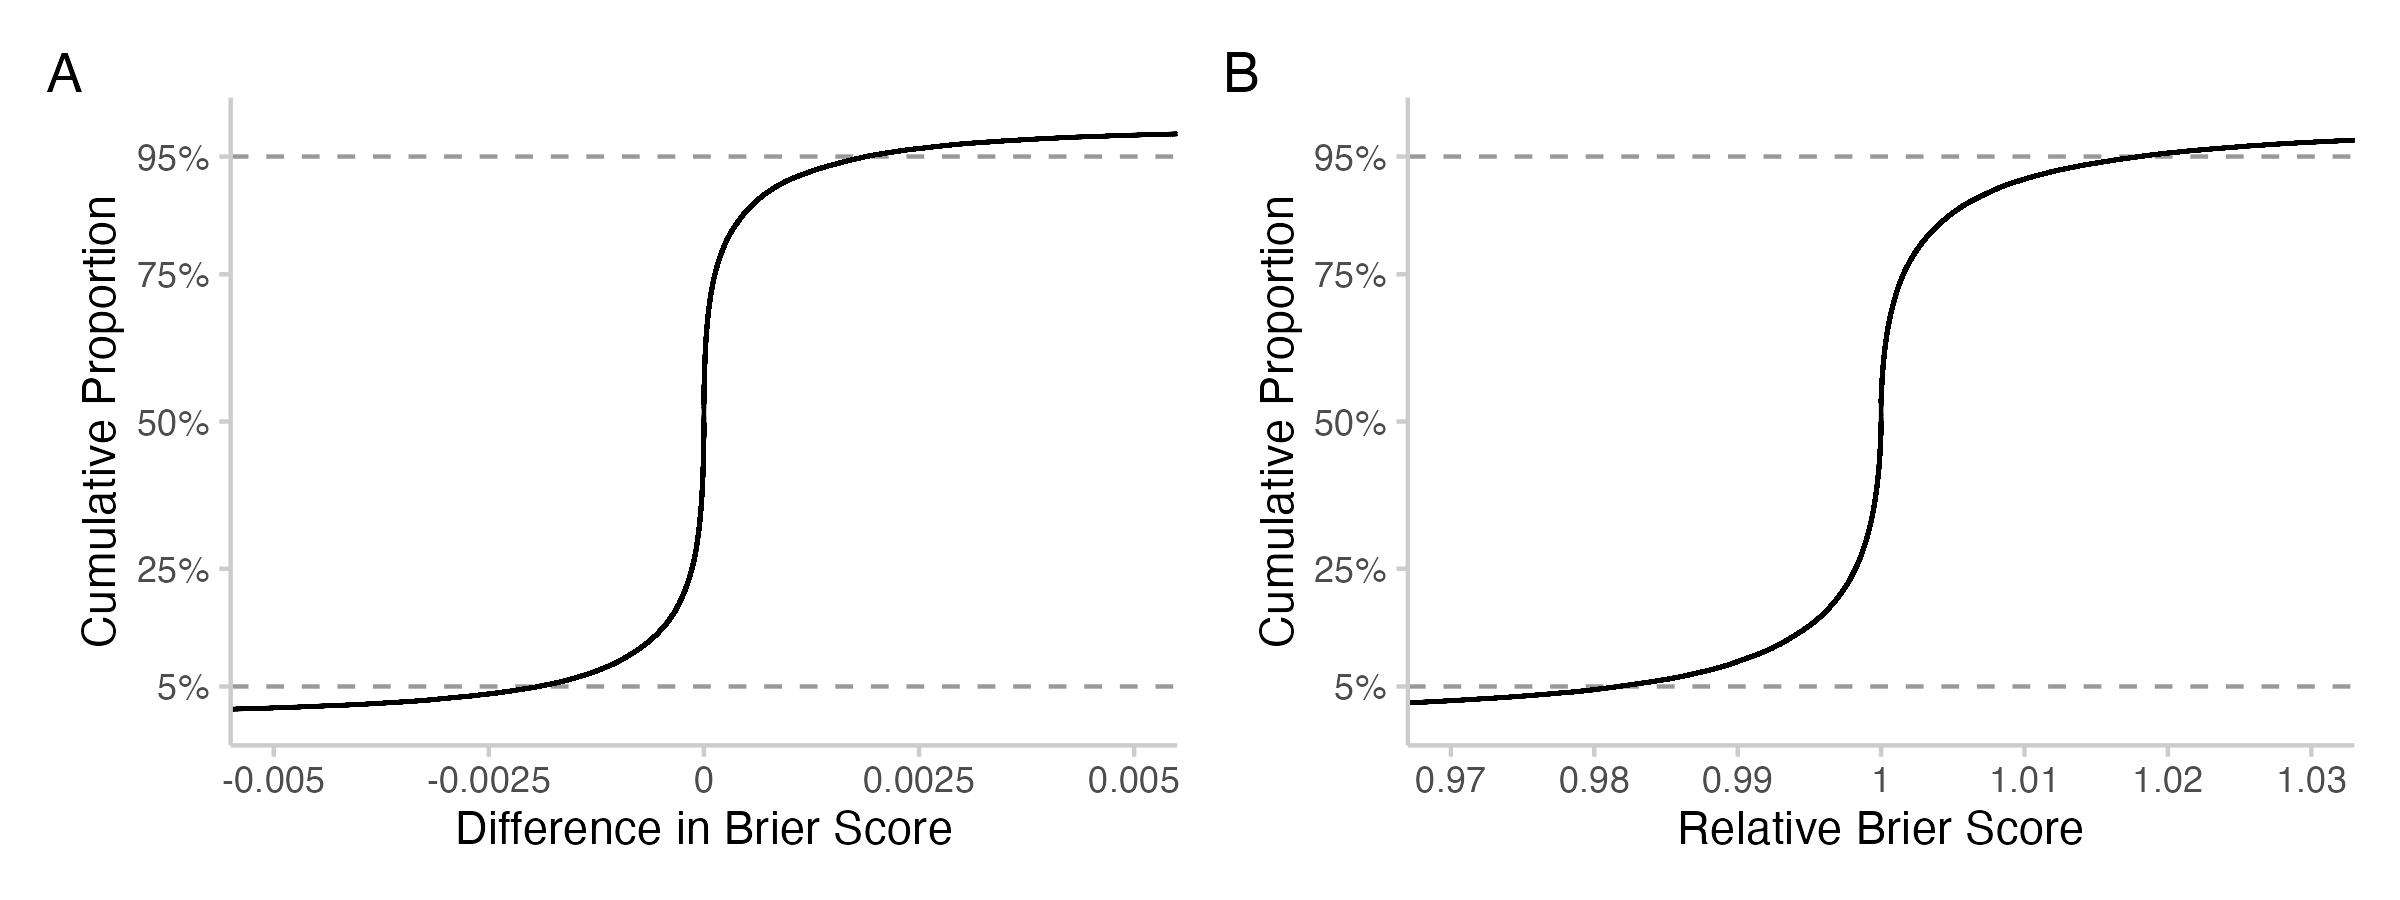 A
Cumulative Proportion
95%
75%
50%
25%
5%
-0.005 -0.0025 0 0.0025 0.005
Difference in Brier Score
B
Cumulative Proportion
95%
75%
50%
25%
5%
0.97 0.98 0.99 1 1.01 1.02 1.03
Relative Brier Score